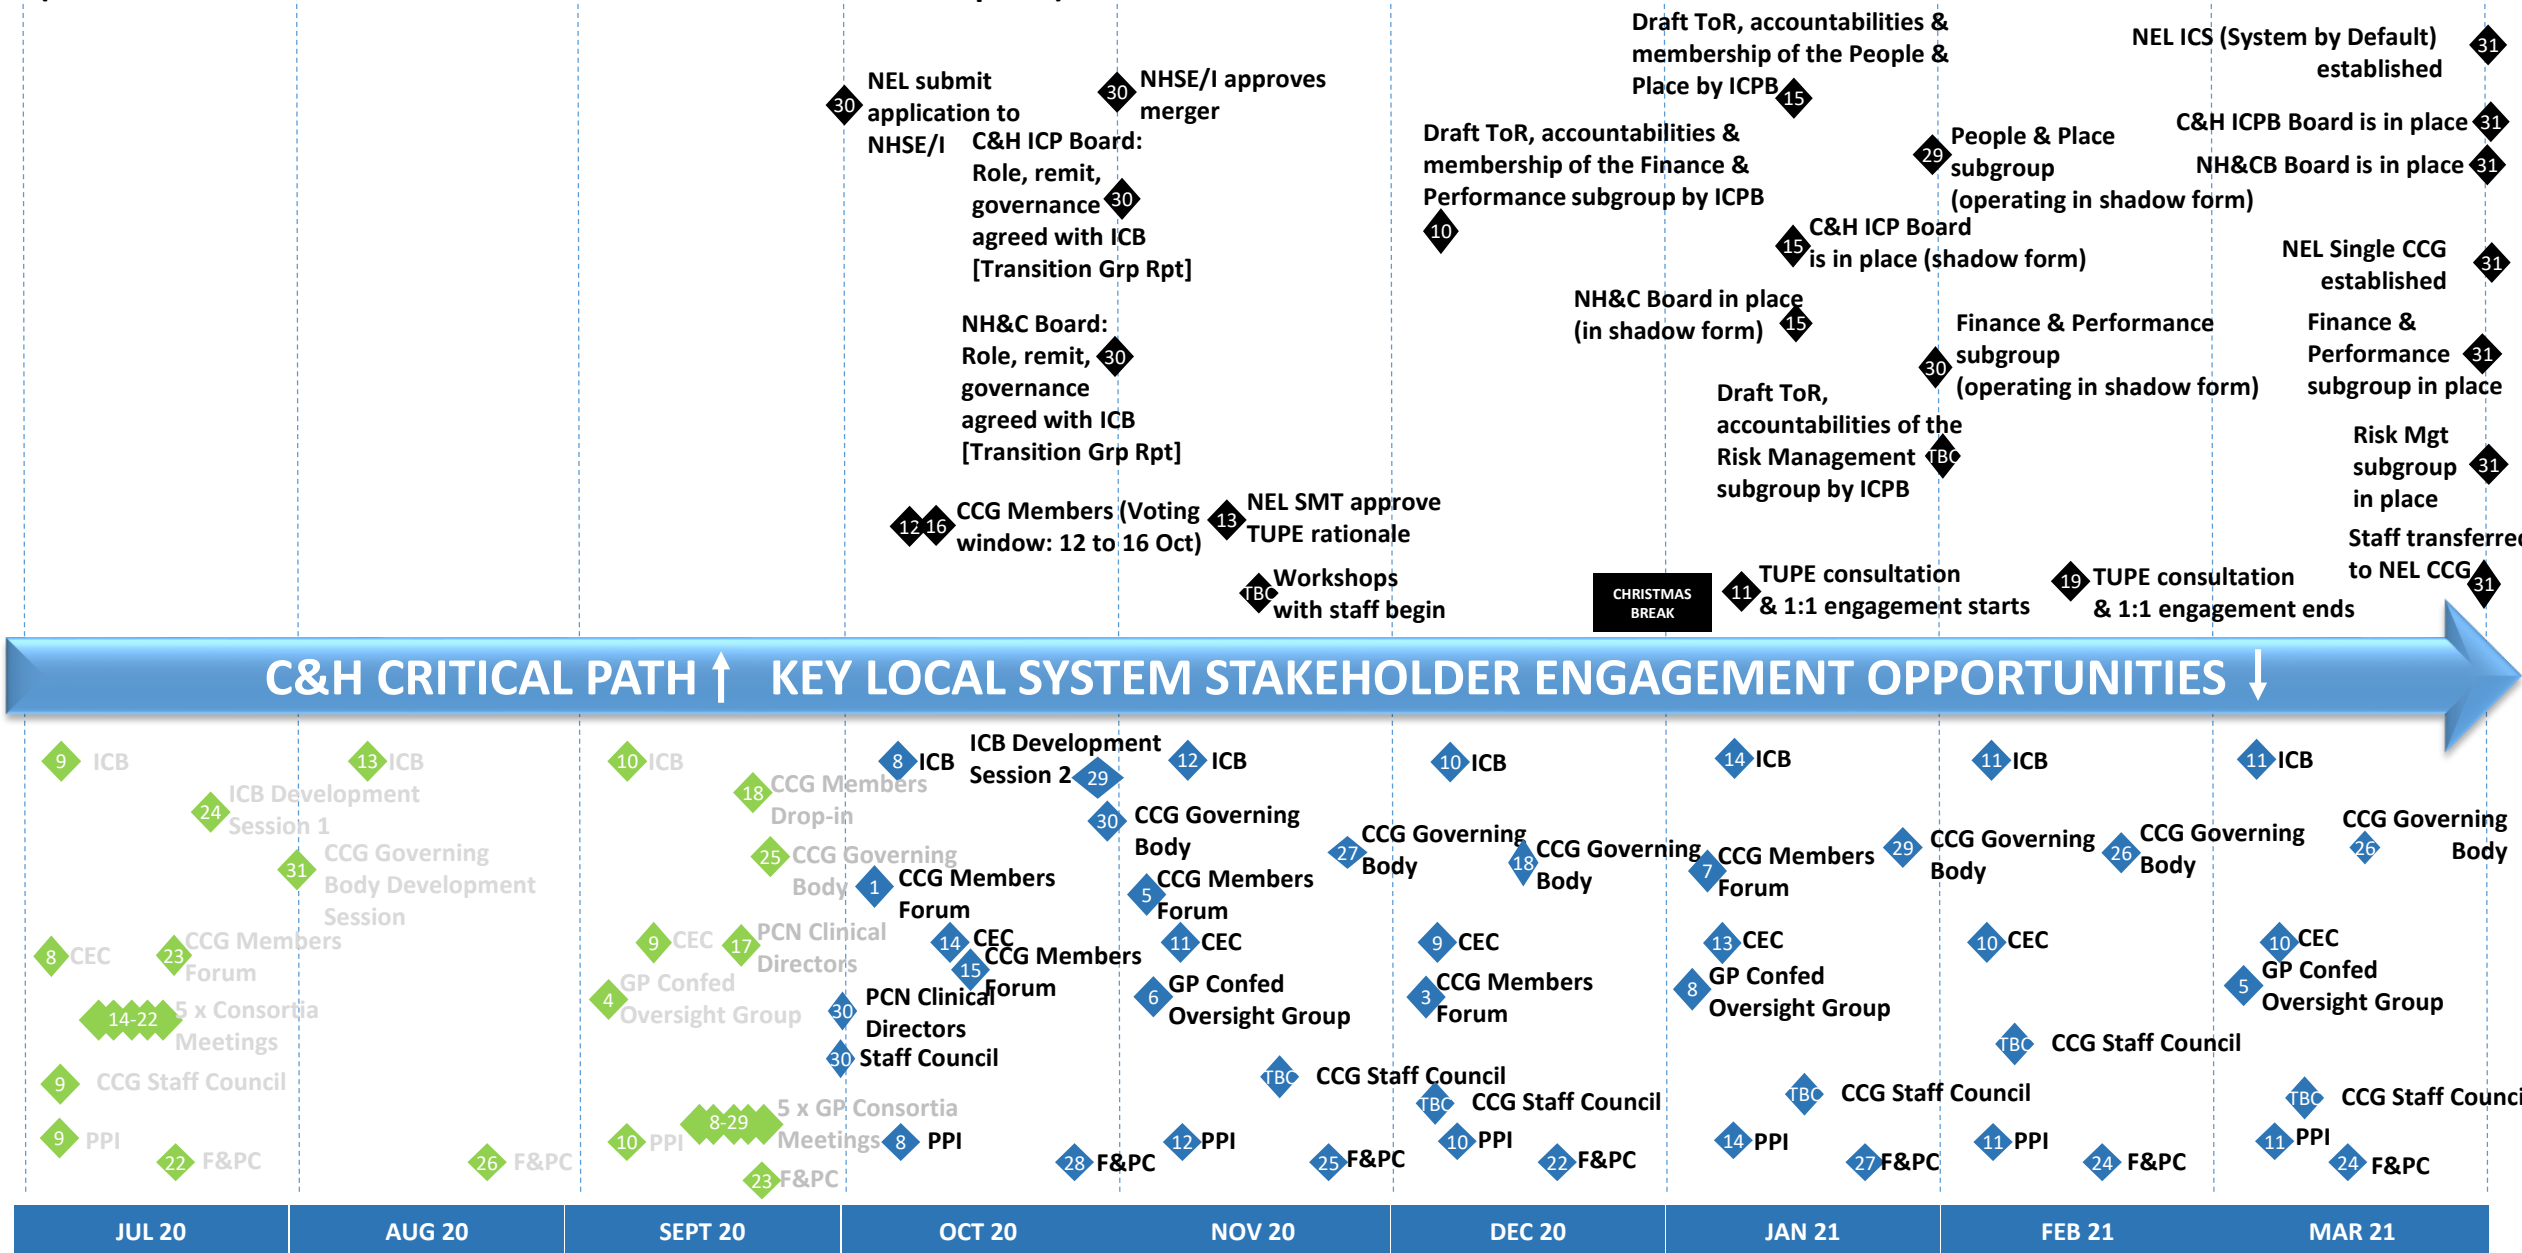 NEL submit
application to
NHSE/I
30
NHSE/I approves
merger
30
C&H ICP Board:
Role, remit,
governance
agreed with ICB
[Transition Grp Rpt]
30
NH&C Board:
Role, remit,
governance
agreed with ICB
[Transition Grp Rpt]
30
12 16
CCG Members (Voting
window: 12 to 16 Oct)
13
NEL SMT approve
TUPE rationale
TBC
Workshops
with staff begin
Draft ToR, accountabilities &
membership of the Finance &
Performance subgroup by ICPB
10
Draft ToR, accountabilities &
membership of the People &
Place by ICPB
15
C&H ICP Board
is in place (shadow form)
15
NH&C Board in place
(in shadow form)
15
Draft ToR,
accountabilities of the
Risk Management
subgroup by ICPB
TBC
CHRISTMAS
BREAK
11
TUPE consultation
& 1:1 engagement starts
29
People & Place
subgroup
(operating in shadow form)
30
Finance & Performance
subgroup
(operating in shadow form)
19
TUPE consultation
& 1:1 engagement ends
NEL ICS (System by Default)
established
31
C&H ICPB Board is in place
31
NH&CB Board is in place
31
NEL Single CCG
established
31
Finance &
Performance
subgroup in place
31
Risk Mgt
subgroup
in place
31
Staff transferred
to NEL CCG
31
C&H CRITICAL PATH ↑ KEY LOCAL SYSTEM STAKEHOLDER ENGAGEMENT OPPORTUNITIES ↓
9 ICB
24
ICB Development
Session 1
31
CCG Governing
Body Development
Session
8 CEC
23
CCG Members
Forum
14-22
5 x Consortia
Meetings
9 CCG Staff Council
9 PPI
22 F&PC
13 ICB
26 F&PC
10 ICB
18
CCG Members
Drop-in
25
CCG Governing
Body
9 CEC
17
PCN Clinical
Directors
4
GP Confed
Oversight Group
8-29
5 x GP Consortia
Meetings
10 PPI
23 F&PC
8 ICB
ICB Development
Session 2
29
30
CCG Governing
Body
1
CCG Members
Forum
14 CEC
15
CCG Members
Forum
30
PCN Clinical
Directors
30 Staff Council
8 PPI
28 F&PC
12 ICB
27
CCG Governing
Body
5
CCG Members
Forum
11 CEC
6
GP Confed
Oversight Group
TBC CCG Staff Council
12 PPI
25 F&PC
10 ICB
18
CCG Governing
Body
9 CEC
3
CCG Members
Forum
TBC CCG Staff Council
10 PPI
22 F&PC
14 ICB
7
CCG Members
Forum
29
CCG Governing
Body
13 CEC
8
GP Confed
Oversight Group
TBC CCG Staff Council
14 PPI
27 F&PC
11 ICB
26
CCG Governing
Body
10 CEC
TBC CCG Staff Council
11 PPI
24 F&PC
11 ICB
CCG Governing
Body
26
10 CEC
5
GP Confed
Oversight Group
TBC CCG Staff Counci
11 PPI
24 F&PC
JUL 20
AUG 20
SEPT 20
OCT 20
NOV 20
DEC 20
JAN 21
FEB 21
MAR 21